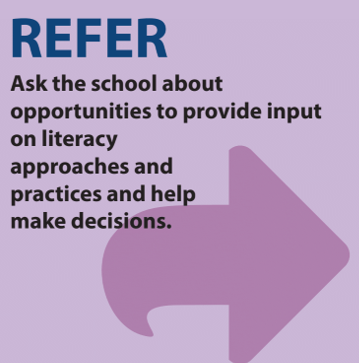 REFER
Ask the school about
opportunities to provide input
on literacy
approaches and
practices and help
make decisions.